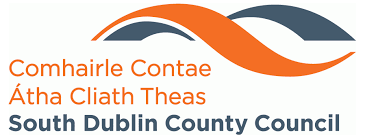 Comhairle Contae
Átha Cliath Theas
South Dublin County Council